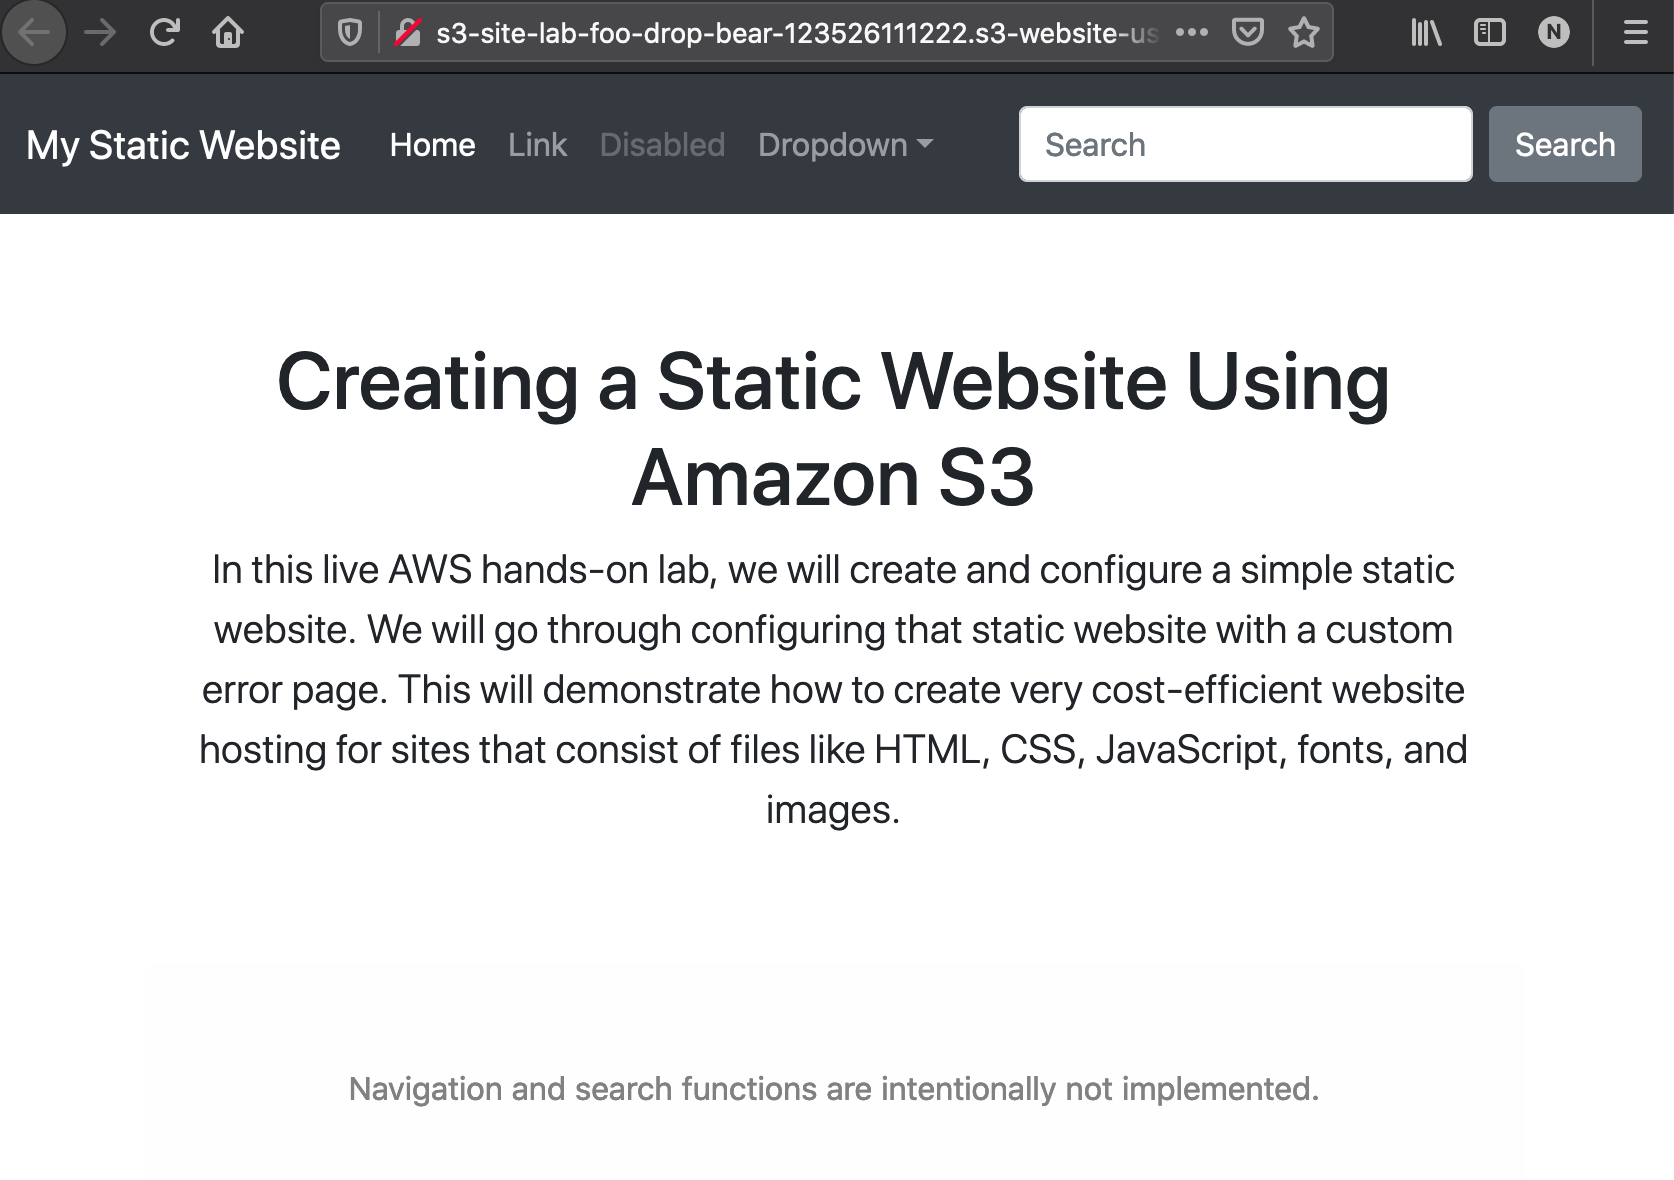 s3-site-lab-foo-drop-bear-123526111222.s3-website-us
N
My Static Website Home Link Disabled Dropdown Search Search
Creating a Static Website Using
Amazon S3
In this live AWS hands-on lab, we will create and configure a simple static
website. We will go through configuring that static website with a custom
error page. This will demonstrate how to create very cost-efficient website
hosting for sites that consist of files like HTML, CSS, JavaScript, fonts, and
images.
Navigation and search functions are intentionally not implemented.